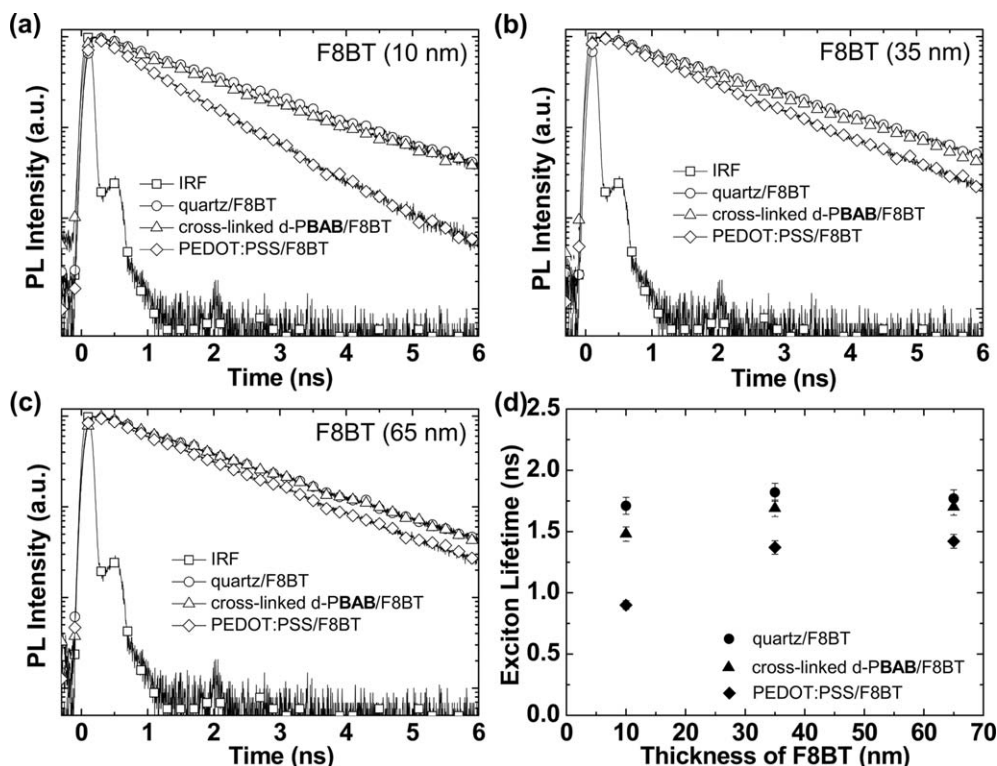 (a)
F8BT (10 nm)
PL Intensity (a.u.)
IRF
quartz/F8BT
cross-linked d-PBAB/F8BT
PEDOT:PSS/F8BT
0 1 2 3 4 5 6
Time (ns)
(b)
F8BT (35 nm)
PL Intensity (a.u.)
IRF
quartz/F8BT
cross-linked d-PBAB/F8BT
PEDOT:PSS/F8BT
0 1 2 3 4 5 6
Time (ns)
(c)
F8BT (65 nm)
PL Intensity (a.u.)
IRF
quartz/F8BT
cross-linked d-PBAB/F8BT
PEDOT:PSS/F8BT
0 1 2 3 4 5 6
Time (ns)
(d)
Exciton Lifetime (ns)
2.5
2.0
1.5
1.0
0.5
0.0
quartz/F8BT
cross-linked d-PBAB/F8BT
PEDOT:PSS/F8BT
0 10 20 30 40 50 60 70
Thickness of F8BT (nm)